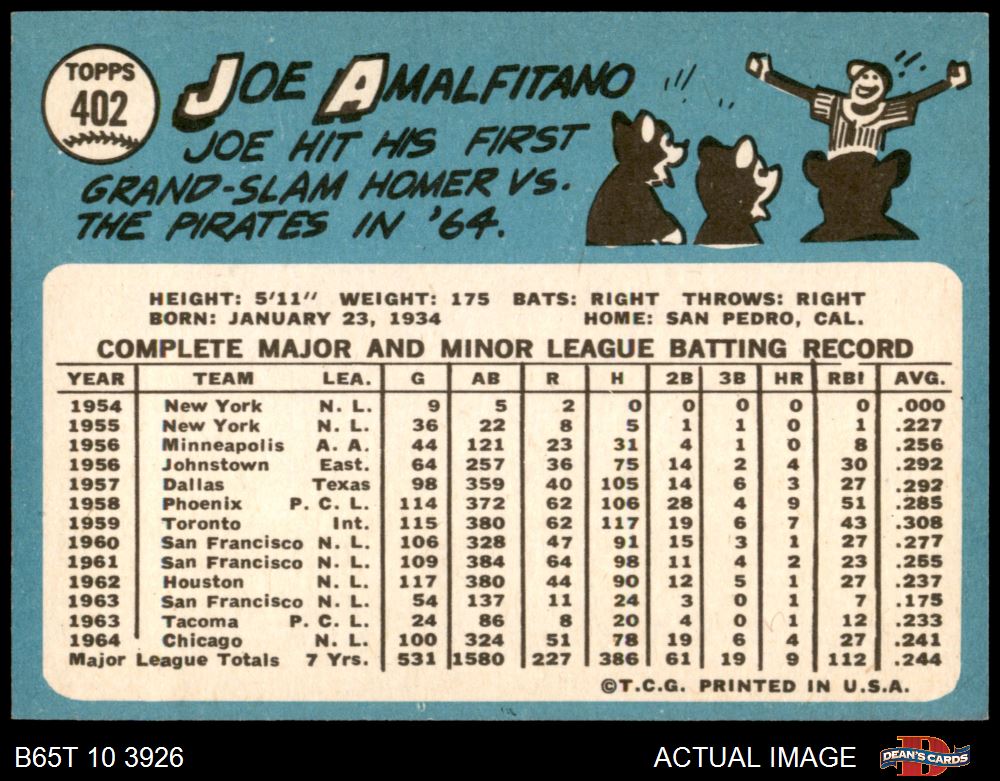 TOPPS
402
JOE AMALFITANO
JOE HIT HIS FIRST
GRAND-SLAM HOMER VS.
THE PIRATES IN '64.
HEIGHT: 5'11" WEIGHT: 175 BATS: RIGHT THROWS: RIGHT
BORN: JANUARY 23, 1934 HOME: SAN PEDRO, CAL.
COMPLETE MAJOR AND MINOR LEAGUE BATTING RECORD
YEAR TEAM LEA. G AB R H 2B 3B HR RBI AVG.
1954 New York N. L. 9 5 2 0 0 0 0 0 .000
1955 New York N. L. 36 22 8 5 1 1 0 1 .227
1956 Minneapolis A. A. 44 121 23 31 4 1 0 8 .256
1956 Johnstown East. 64 257 36 75 14 2 4 30 .292
1957 Dallas Texas 98 359 40 105 14 6 3 27 .292
1958 Phoenix P. C. L. 114 372 62 106 28 4 9 51 .285
1959 Toronto Int. 115 380 62 117 19 6 7 43 .308
1960 San Francisco N. L. 106 328 47 91 15 3 1 27 .277
1961 San Francisco N. L. 109 384 64 98 11 4 2 23 .255
1962 Houston N. L. 117 380 44 90 12 5 1 27 .237
1963 San Francisco N. L. 54 137 11 24 3 0 1 7 .175
1963 Tacoma P. C. L. 24 86 8 20 4 0 1 12 .233
1964 Chicago N. L. 100 324 51 78 19 6 4 27 .241
Major League Totals 7 Yrs. 531 1580 227 386 61 19 9 112 .244
©T.C.G. PRINTED IN U.S.A.
B65T 10 3926 ACTUAL IMAGE DEAN'S CARDS